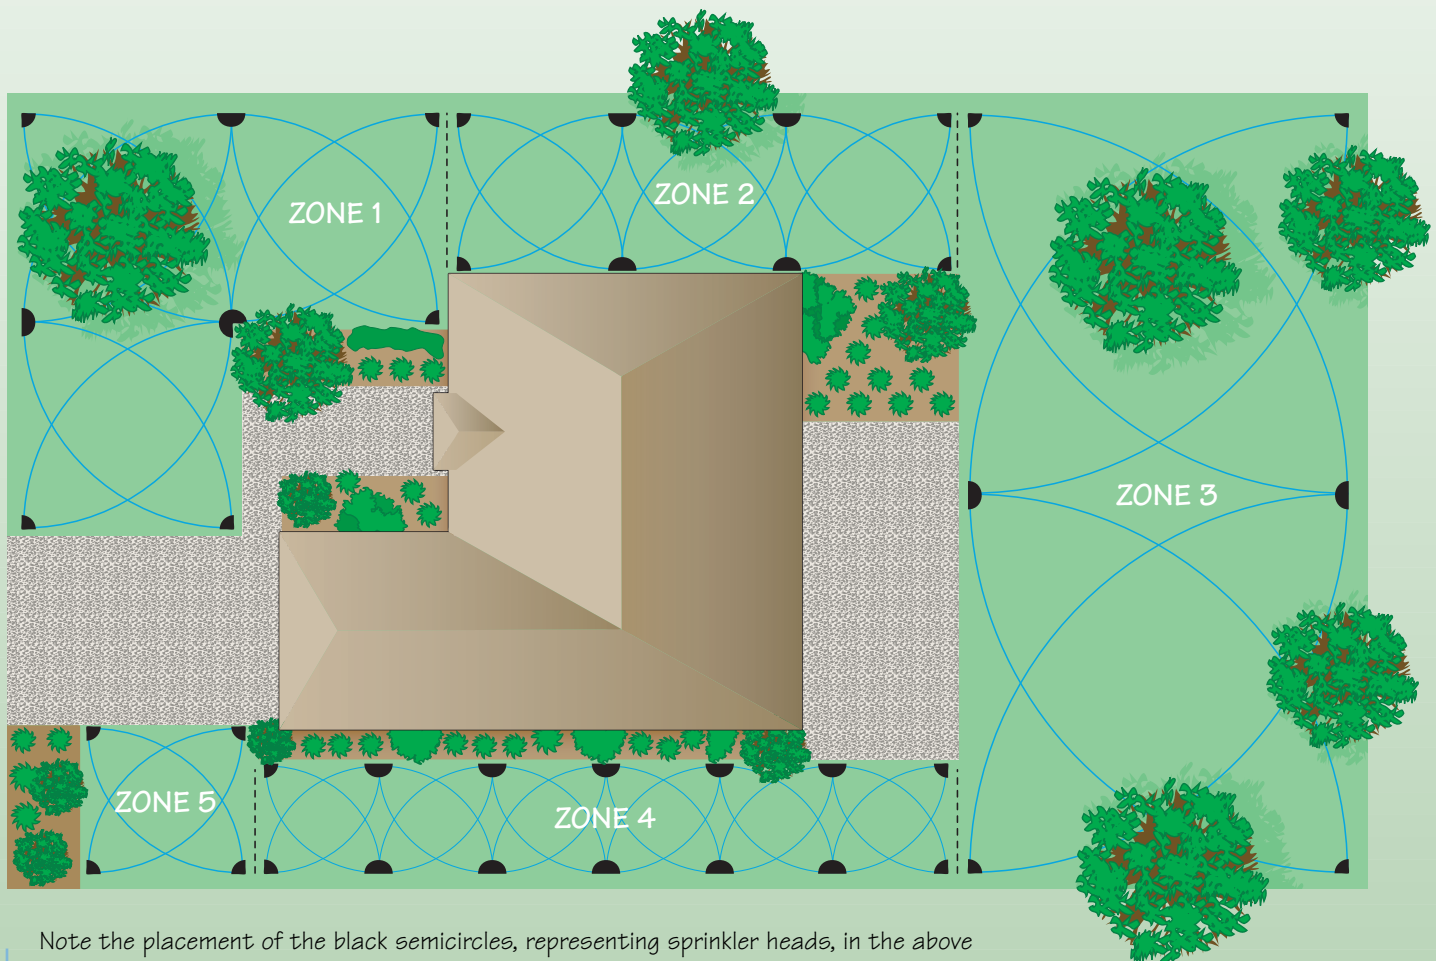 ZONE 1
ZONE 2
ZONE 3
ZONE 4
ZONE 5
Note the placement of the black semicircles, representing sprinkler heads, in the above